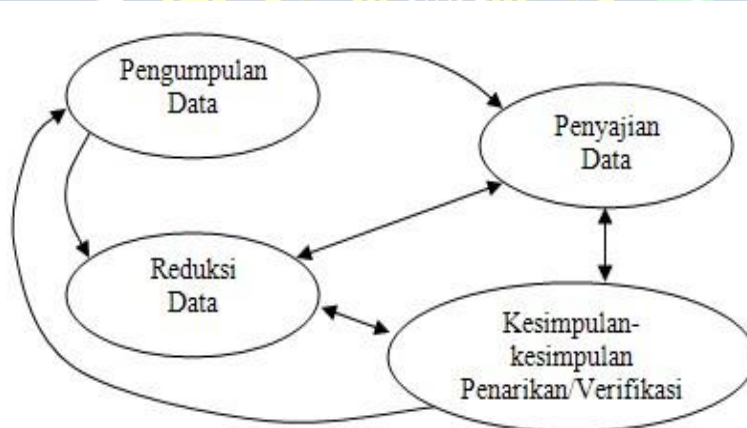 Pengumpulan
Data
Penyajian
Data
Reduksi
Data
Kesimpulan-
kesimpulan
Penarikan/Verifikasi